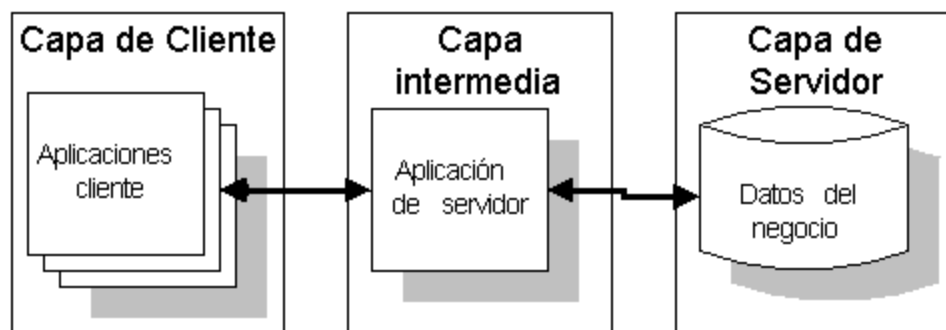 Capa de Cliente
Aplicaciones
cliente
Capa
intermedia
Aplicación
de servidor
Capa de
Servidor
Datos del
negocio